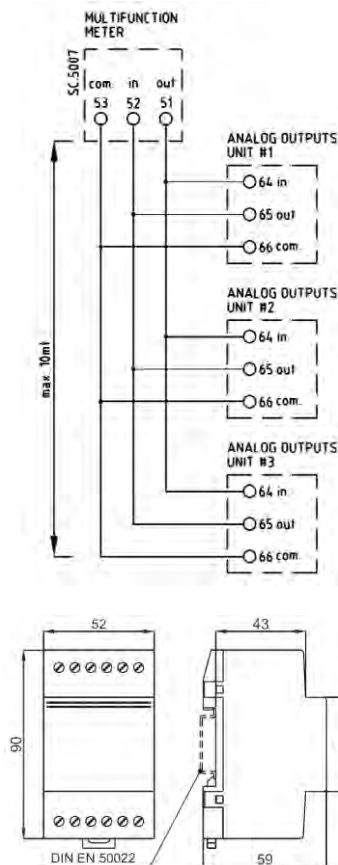 MULTIFUNCTION
METER
SC.5007
com. in out
53 52 51
max 10mt
ANALOG OUTPUTS
UNIT #1
64 in
65 out
66 com.
ANALOG OUTPUTS
UNIT #2
64 in
65 out
66 com.
ANALOG OUTPUTS
UNIT #3
64 in
65 out
66 com.
52
43
90
DIN EN 50022
59